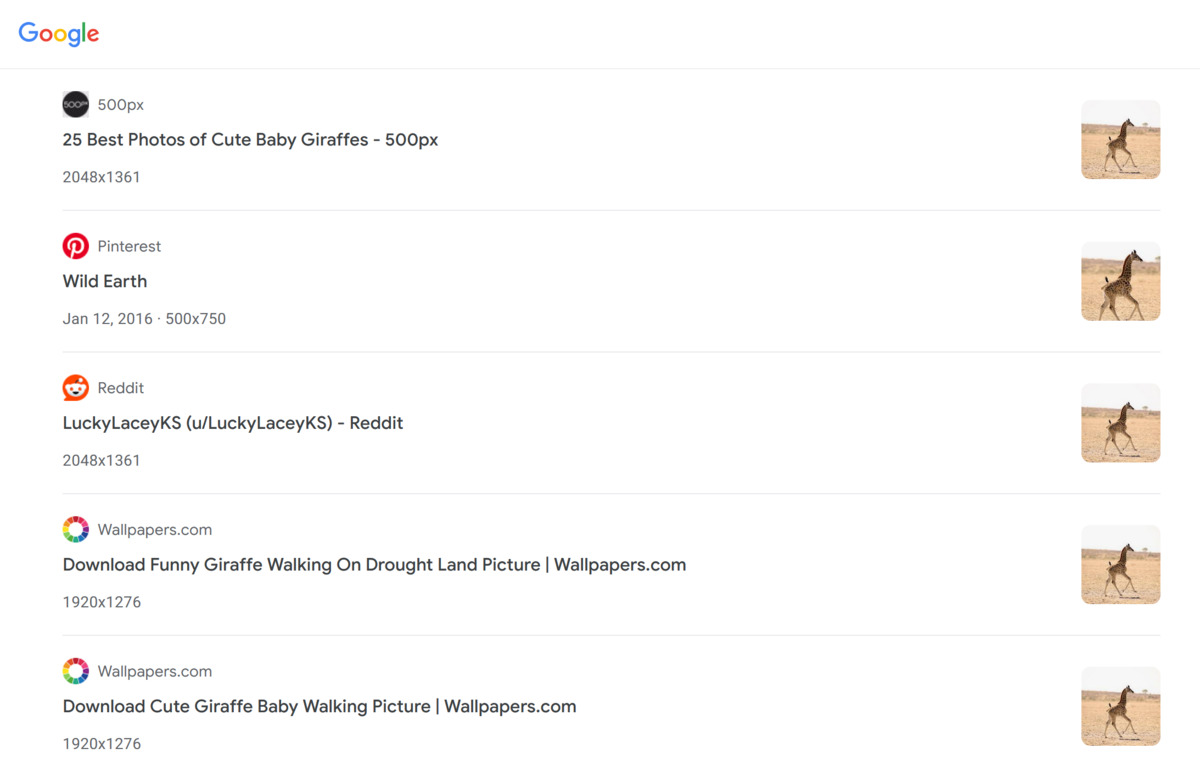 Google
500px
500px
25 Best Photos of Cute Baby Giraffes - 500px
2048x1361
Pinterest
Wild Earth
Jan 12, 2016 · 500x750
Reddit
LuckyLaceyKS (u/LuckyLaceyKS) - Reddit
2048x1361
Wallpapers.com
Download Funny Giraffe Walking On Drought Land Picture | Wallpapers.com
1920x1276
Wallpapers.com
Download Cute Giraffe Baby Walking Picture | Wallpapers.com
1920x1276